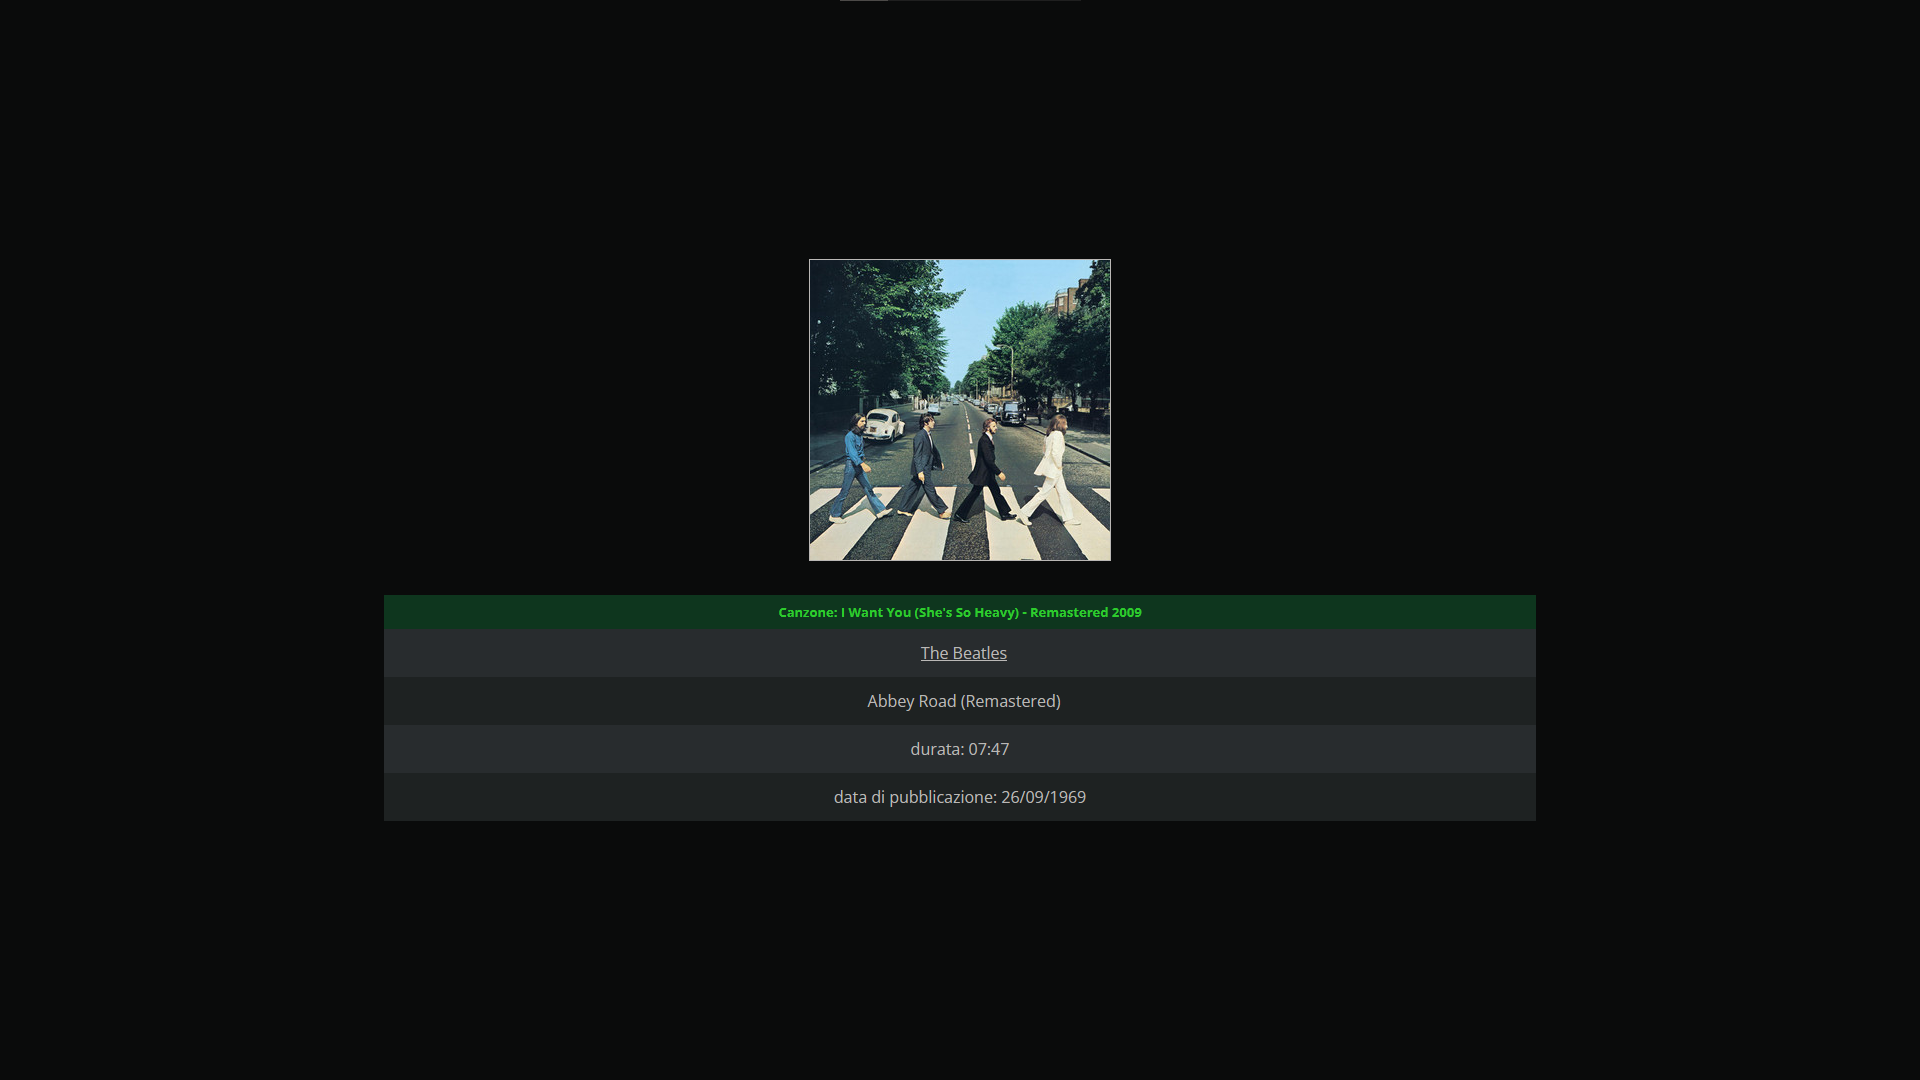 Canzone: I Want You (She's So Heavy) - Remastered 2009
The Beatles
Abbey Road (Remastered)
durata: 07:47
data di pubblicazione: 26/09/1969